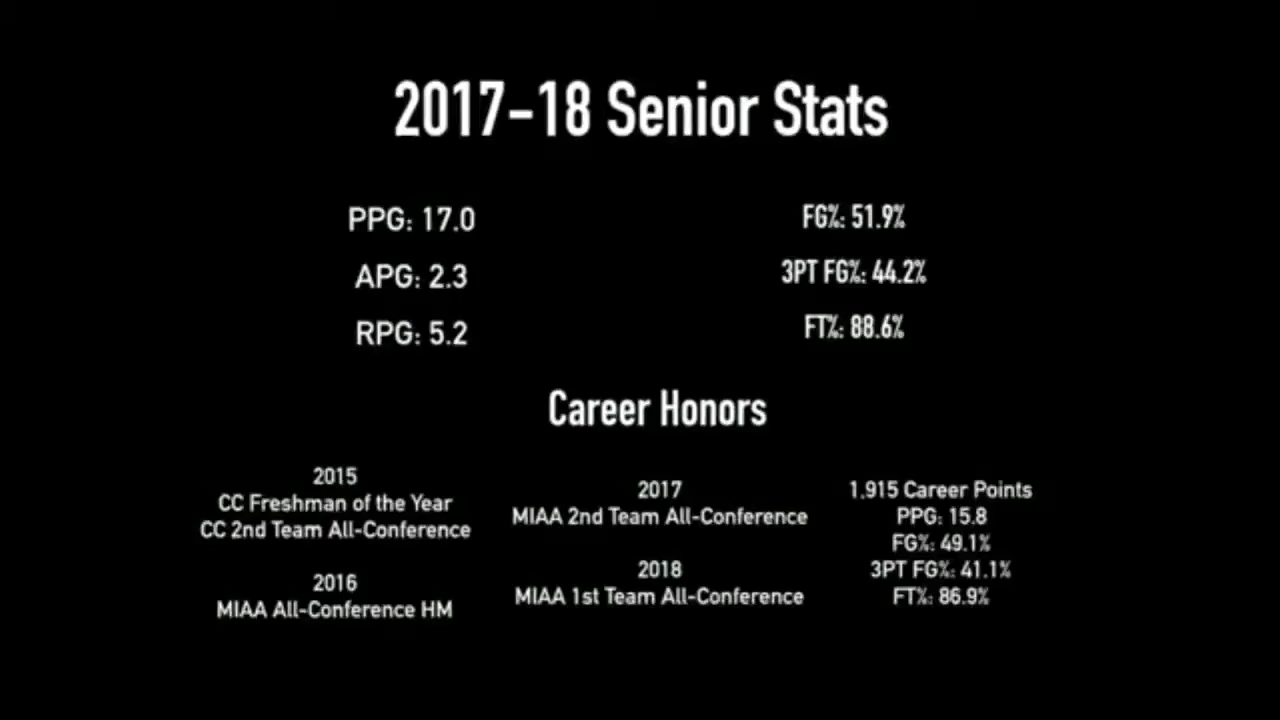 2017-18 Senior Stats
PPG: 17.0
APG: 2.3
RPG: 5.2
FG%: 51.9%
3PT FG%: 44.2%
FT%: 88.6%
Career Honors
2015
CC Freshman of the Year
CC 2nd Team All-Conference
2016
MIAA All-Conference HM
2017
MIAA 2nd Team All-Conference
2018
MIAA 1st Team All-Conference
1,915 Career Points
PPG: 15.8
FG%: 49.1%
3PT FG%: 41.1%
FT%: 86.9%